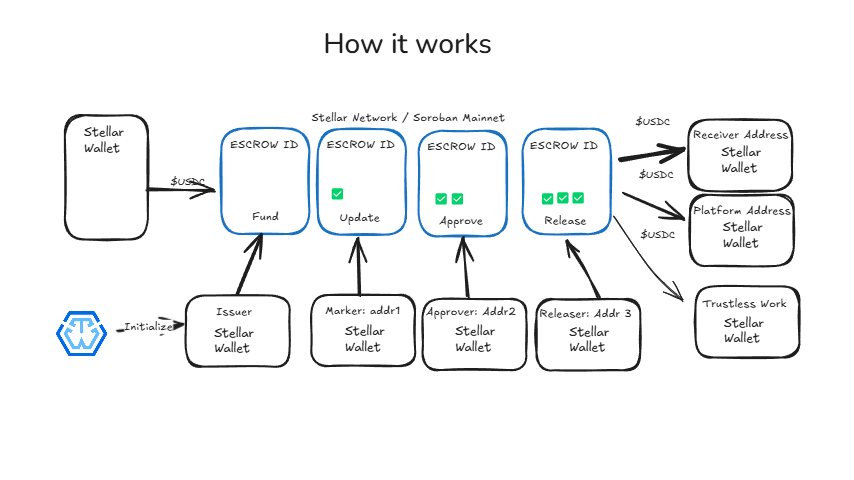 How it works
Stellar Network / Soroban Mainnet
Stellar
Wallet
$USDC
ESCROW ID
Fund
ESCROW ID
Update
ESCROW ID
Approve
ESCROW ID
Release
$USDC
$USDC
$USDC
Receiver Address
Stellar
Wallet
Platform Address
Stellar
Wallet
Trustless Work
Stellar
Wallet
Initialize
Issuer
Stellar
Wallet
Marker: addr1
Stellar
Wallet
Approver: Addr2
Stellar
Wallet
Releaser: Addr 3
Stellar
Wallet